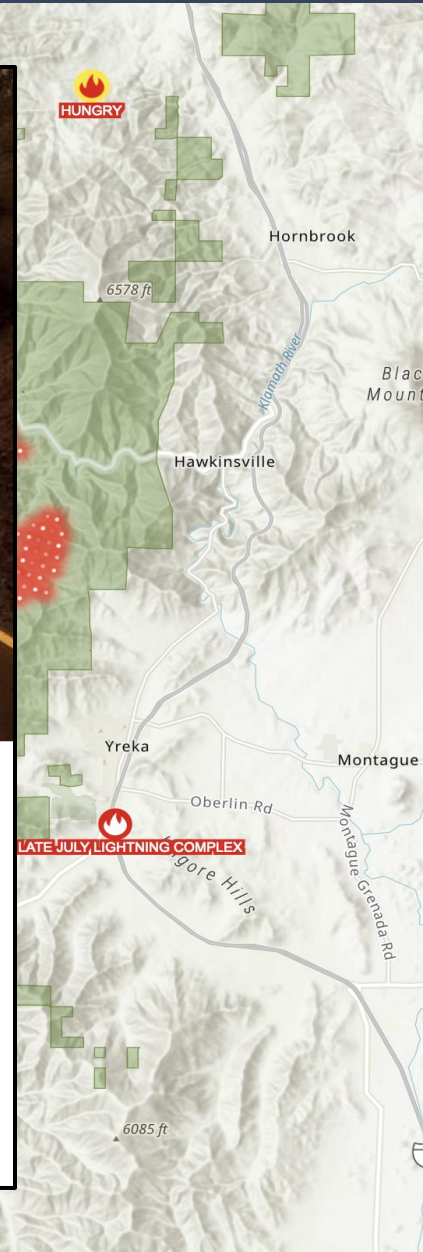 HUNGRY
Hornbrook
6578 ft
Klamath River
Blac
Mount
Hawkinsville
Yreka
Montague
Oberlin Rd
LATE JULY LIGHTNING COMPLEX
gore Hills
Montague Grenada Rd
6085 ft